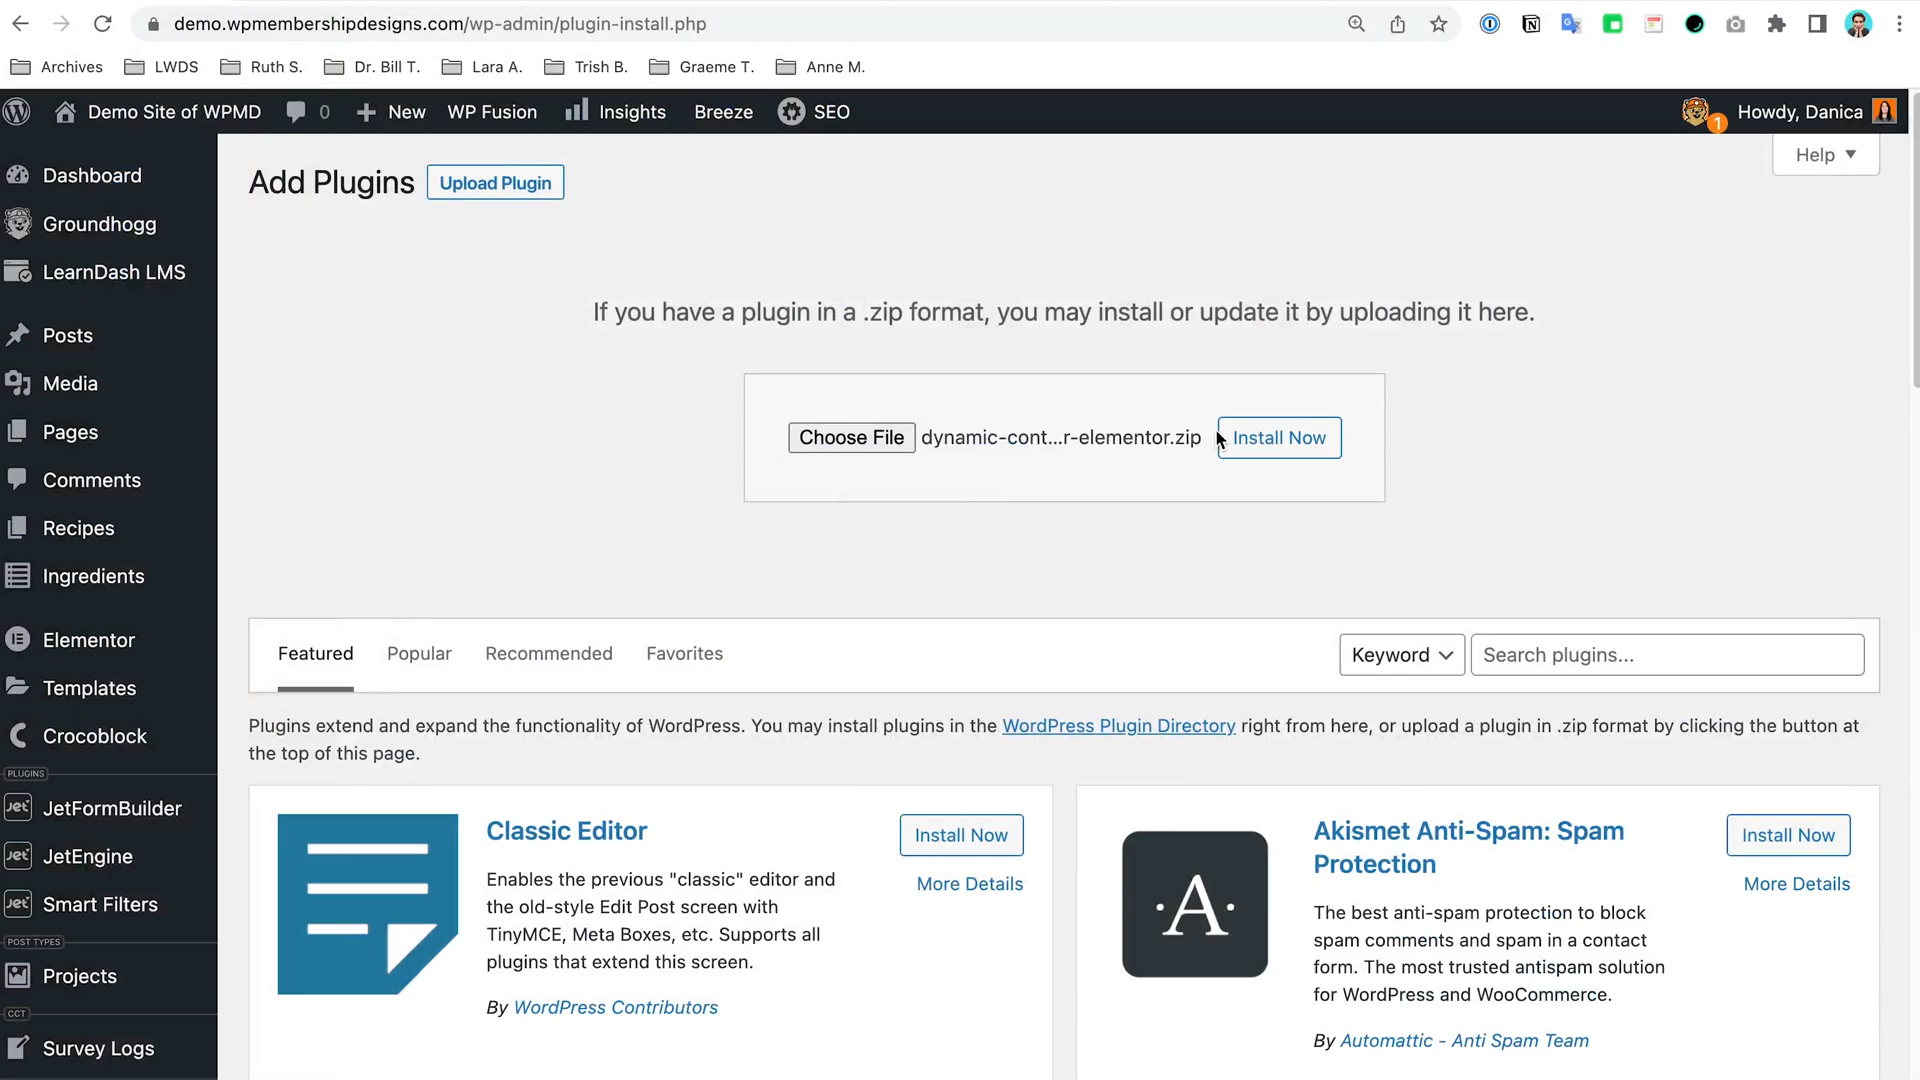 demo.wpmembershipdesigns.com/wp-admin/plugin-install.php
Archives LWDS Ruth S. Dr. Bill T. Lara A. Trish B. Graeme T. Anne M.
Demo Site of WPMD 0 New WP Fusion Insights Breeze SEO 1 Howdy, Danica
Help
Dashboard
Groundhogg
LearnDash LMS
Posts
Media
Pages
Comments
Recipes
Ingredients
Elementor
Templates
Crocoblock
PLUGINS
Jet JetFormBuilder
Jet JetEngine
Jet Smart Filters
POST TYPES
Projects
CCT
Survey Logs
Add Plugins Upload Plugin
If you have a plugin in a .zip format, you may install or update it by uploading it here.
Choose File dynamic-cont...r-elementor.zip Install Now
Featured Popular Recommended Favorites Keyword Search plugins...
Plugins extend and expand the functionality of WordPress. You may install plugins in the WordPress Plugin Directory right from here, or upload a plugin in .zip format by clicking the button at
the top of this page.
Classic Editor
Install Now
More Details
Enables the previous "classic" editor and
the old-style Edit Post screen with
TinyMCE, Meta Boxes, etc. Supports all
plugins that extend this screen.
By WordPress Contributors
·A·
Akismet Anti-Spam: Spam
Protection
Install Now
More Details
The best anti-spam protection to block
spam comments and spam in a contact
form. The most trusted antispam solution
for WordPress and WooCommerce.
By Automattic - Anti Spam Team